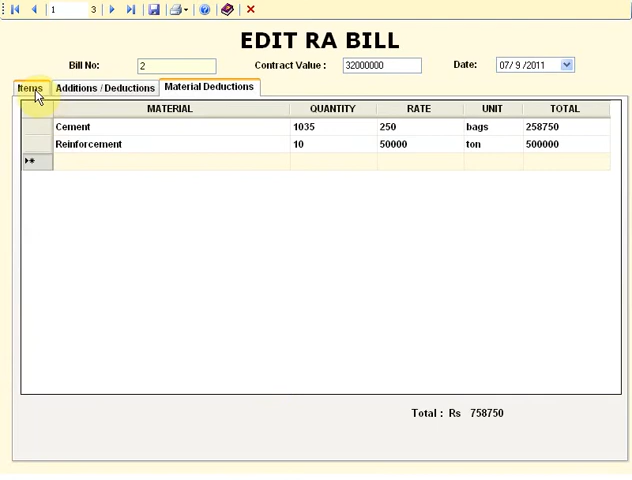 1 3
EDIT RA BILL
Bill No: 2 Contract Value : 32000000 Date: 07/ 9 /2011
Items Additions / Deductions Material Deductions
MATERIAL QUANTITY RATE UNIT TOTAL
Cement 1035 250 bags 258750
Reinforcement 10 50000 ton 500000
Total : Rs 758750